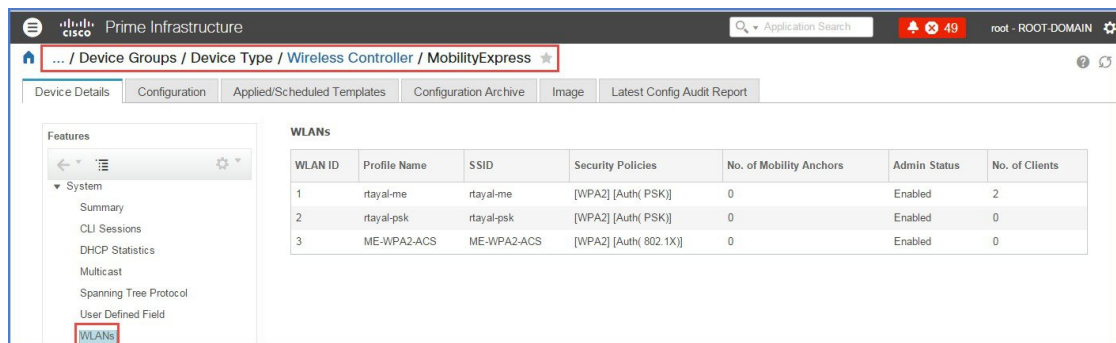 CISCO Prime Infrastructure Application Search 49 root - ROOT-DOMAIN
... / Device Groups / Device Type / Wireless Controller / MobilityExpress
Device Details Configuration Applied/Scheduled Templates Configuration Archive Image Latest Config Audit Report
Features
System
Summary
CLI Sessions
DHCP Statistics
Multicast
Spanning Tree Protocol
User Defined Field
WLANs
WLANs
WLAN ID Profile Name SSID Security Policies No. of Mobility Anchors Admin Status No. of Clients
1 rtayal-me rtayal-me [WPA2] [Auth( PSK)] 0 Enabled 2
2 rtayal-psk rtayal-psk [WPA2] [Auth( PSK)] 0 Enabled 0
3 ME-WPA2-ACS ME-WPA2-ACS [WPA2] [Auth( 802.1X)] 0 Enabled 0